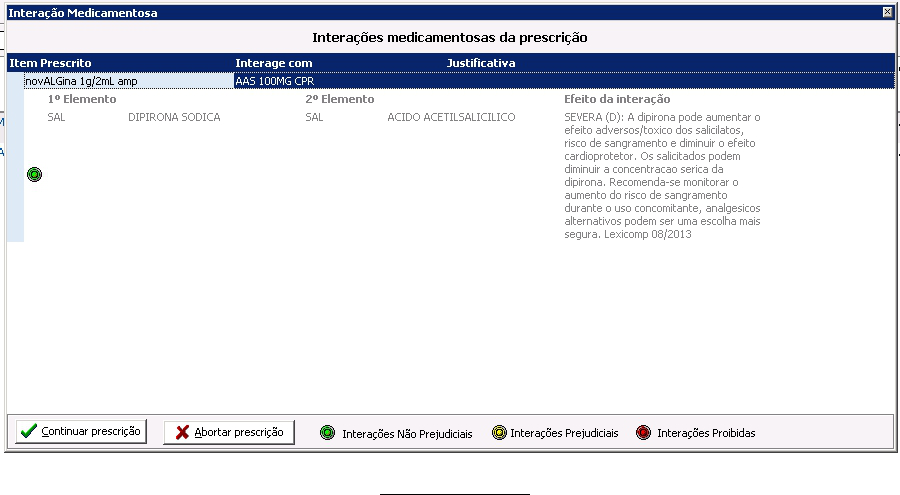 Interação Medicamentosa
Interações medicamentosas da prescrição
Item Prescrito Interage com Justificativa
novALGina 1g/2mL amp AAS 100MG CPR
1º Elemento 2º Elemento Efeito da interação
SAL DIPIRONA SODICA SAL ACIDO ACETILSALICILICO SEVERA (D): A dipirona pode aumentar o
efeito adversos/toxico dos salicilatos,
risco de sangramento e diminuir o efeito
cardioprotetor. Os salicitados podem
diminuir a concentracao serica da
dipirona. Recomenda-se monitorar o
aumento do risco de sangramento
durante o uso concomitante, analgesicos
alternativos podem ser uma escolha mais
segura. Lexicomp 08/2013
Continuar prescrição Abortar prescrição Interações Não Prejudiciais Interações Prejudiciais Interações Proibidas